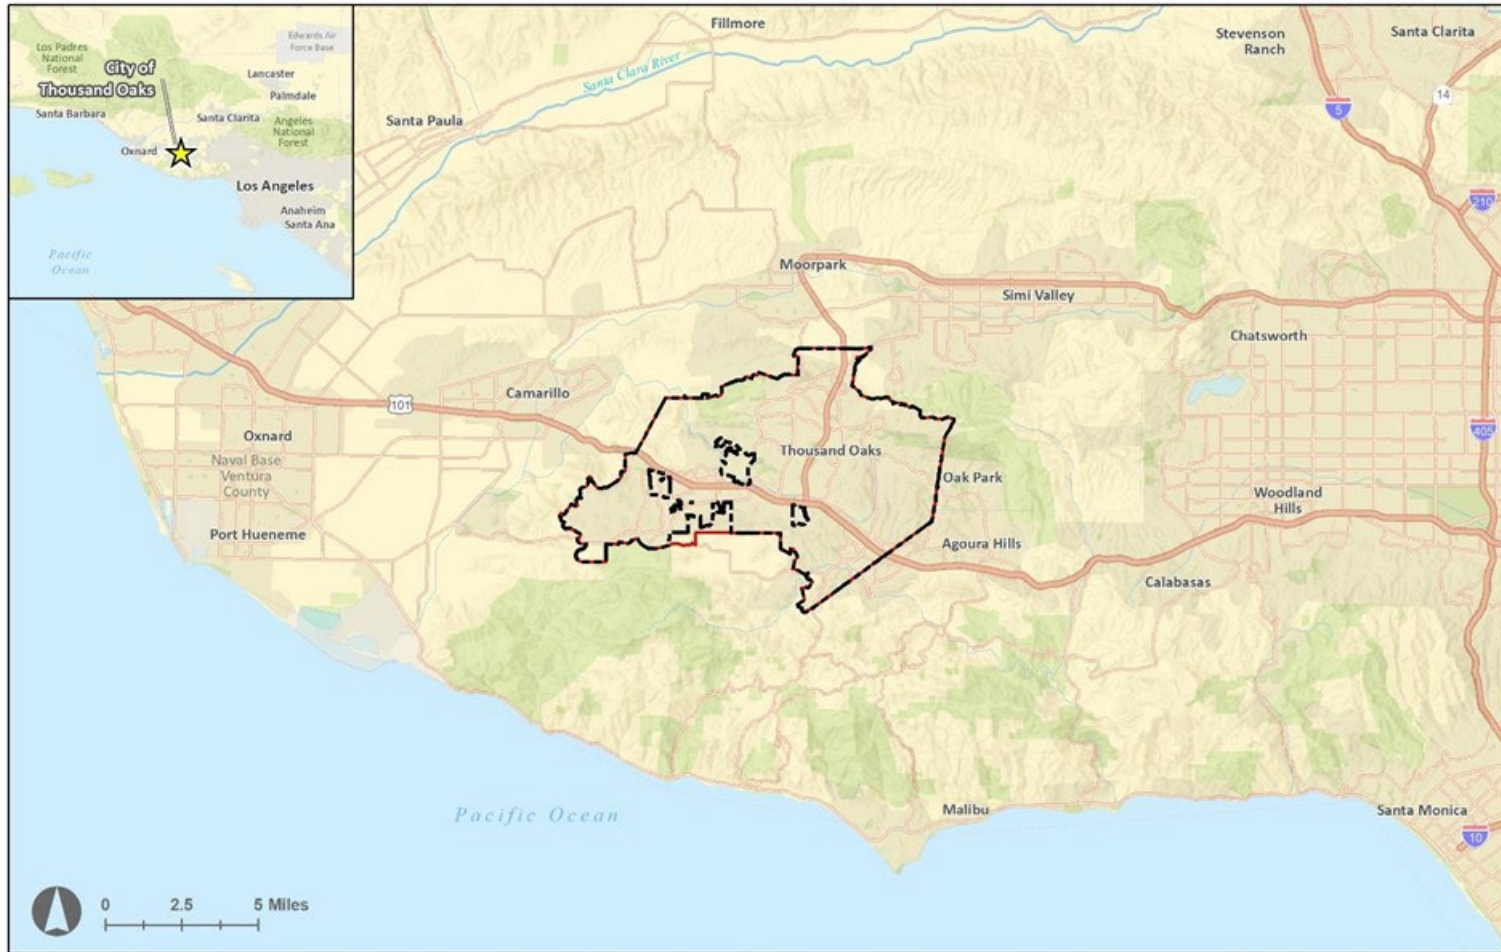 Los Padres
National
Forest
Edwards Air
Force Base
City of
Thousand Oaks
Lancaster
Palmdale
Santa Barbara
Santa Clarita
Angeles
National
Forest
Oxnard
Los Angeles
Anaheim
Santa Ana
Pacific
Ocean
Fillmore
Stevenson
Ranch
Santa Clarita
Santa Clara River
14
5
Santa Paula
210
Moorpark
Simi Valley
Chatsworth
Camarillo
101
405
Oxnard
Thousand Oaks
Naval Base
Ventura
County
Oak Park
Woodland
Hills
Port Hueneme
Agoura Hills
Calabasas
Pacific Ocean
Malibu
Santa Monica
10
0 2.5 5 Miles